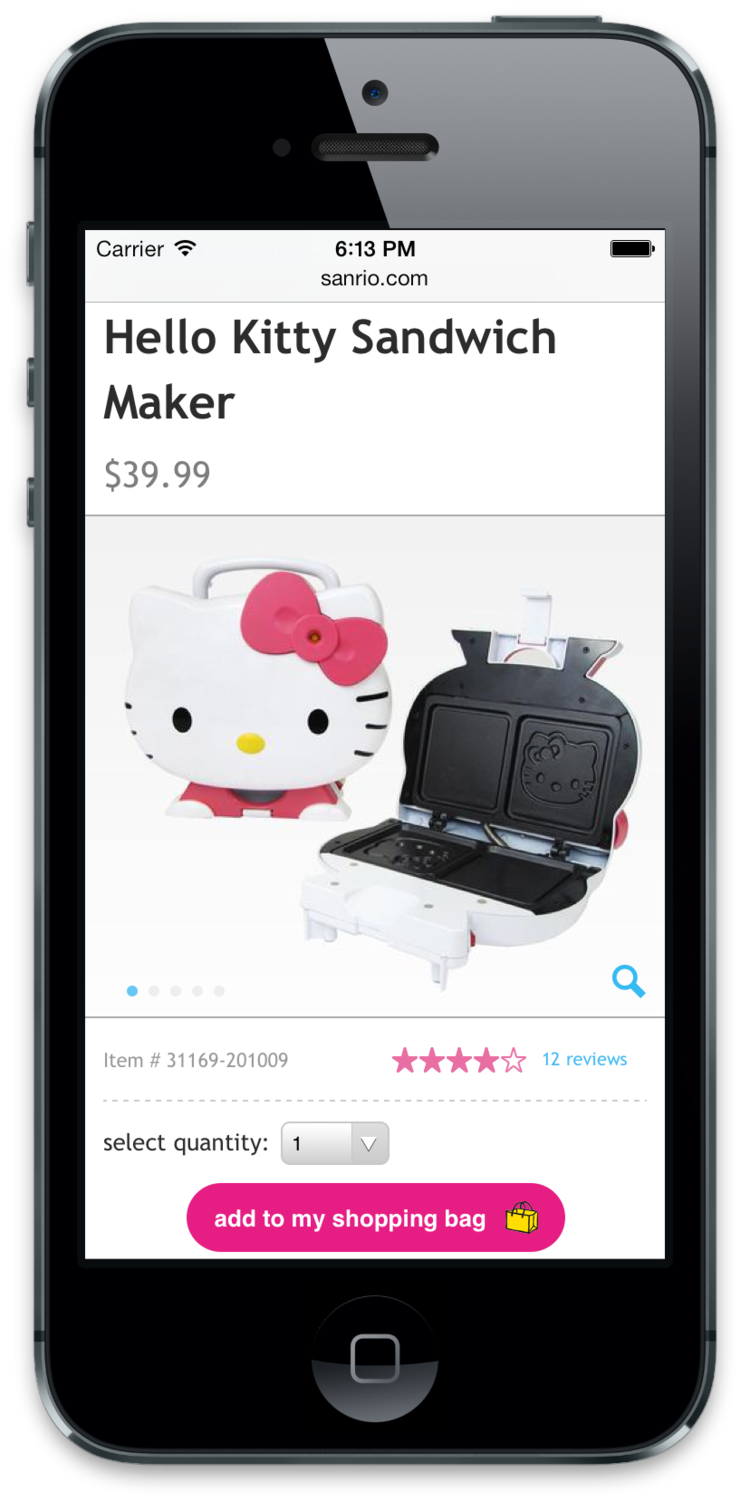 Carrier 6:13 PM
sanrio.com
Hello Kitty Sandwich
Maker
$39.99
Item # 31169-201009 12 reviews
select quantity: 1
add to my shopping bag